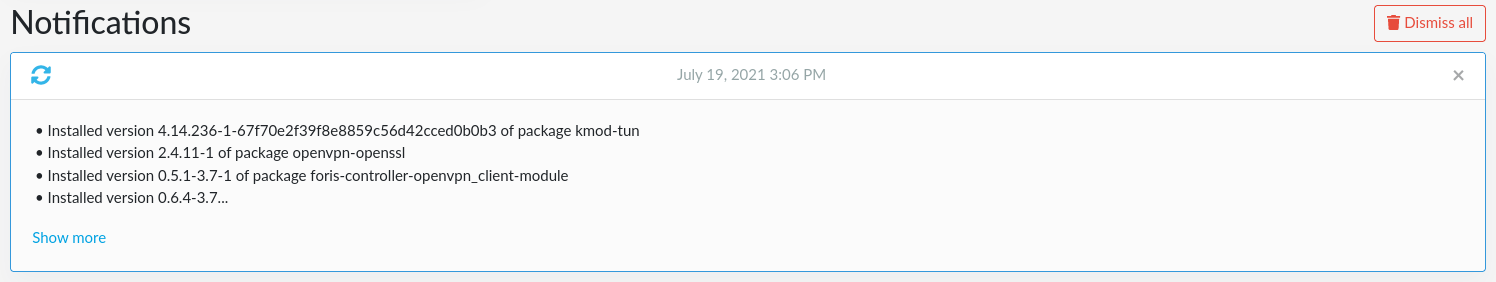 Notifications
Dismiss all
July 19, 2021 3:06 PM
• Installed version 4.14.236-1-67f70e2f39f8e8859c56d42cced0b0b3 of package kmod-tun
• Installed version 2.4.11-1 of package openvpn-openssl
• Installed version 0.5.1-3.7-1 of package foris-controller-openvpn_client-module
• Installed version 0.6.4-3.7...
Show more